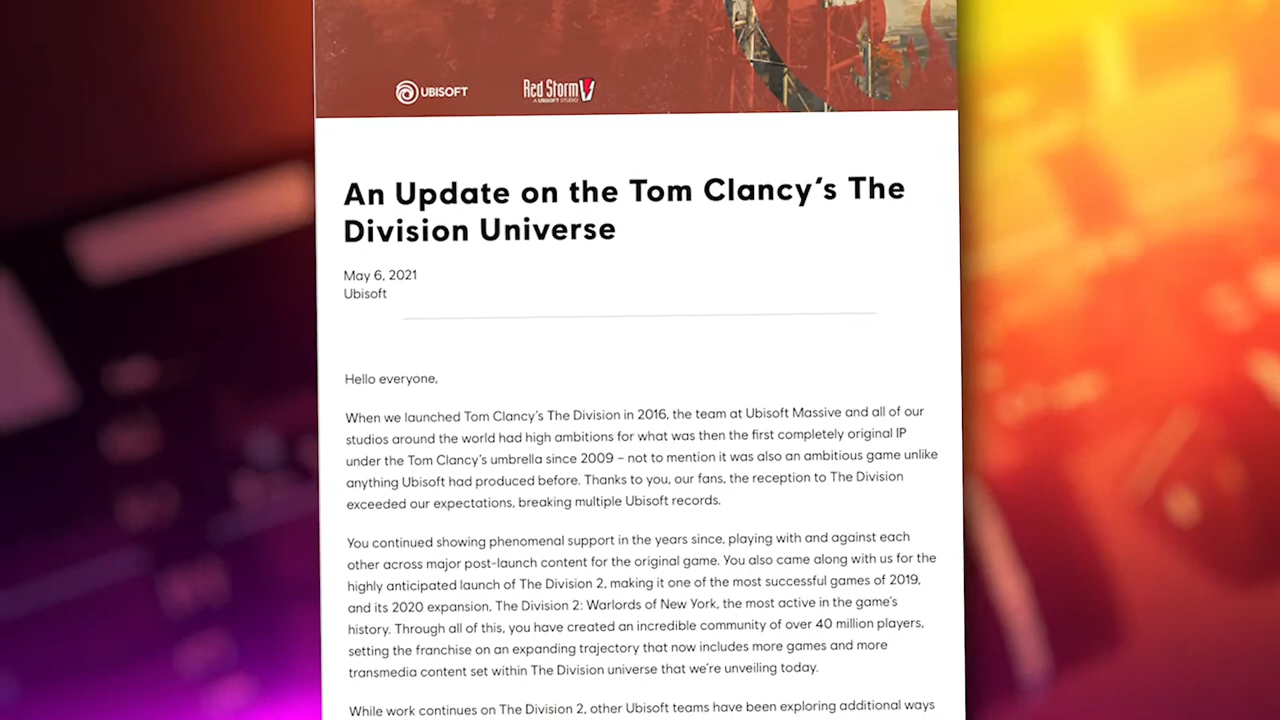 UBISOFT
Red Storm
A UBISOFT STUDIO
An Update on the Tom Clancy's The
Division Universe
May 6, 2021
Ubisoft
Hello everyone,
When we launched Tom Clancy's The Division in 2016, the team at Ubisoft Massive and all of our
studios around the world had high ambitions for what was then the first completely original IP
under the Tom Clancy's umbrella since 2009 – not to mention it was also an ambitious game unlike
anything Ubisoft had produced before. Thanks to you, our fans, the reception to The Division
exceeded our expectations, breaking multiple Ubisoft records.
You continued showing phenomenal support in the years since, playing with and against each
other across major post-launch content for the original game. You also came along with us for the
highly anticipated launch of The Division 2, making it one of the most successful games of 2019,
and its 2020 expansion, The Division 2: Warlords of New York, the most active in the game's
history. Through all of this, you have created an incredible community of over 40 million players,
setting the franchise on an expanding trajectory that now includes more games and more
transmedia content set within The Division universe that we're unveiling today.
While work continues on The Division 2, other Ubisoft teams have been exploring additional ways